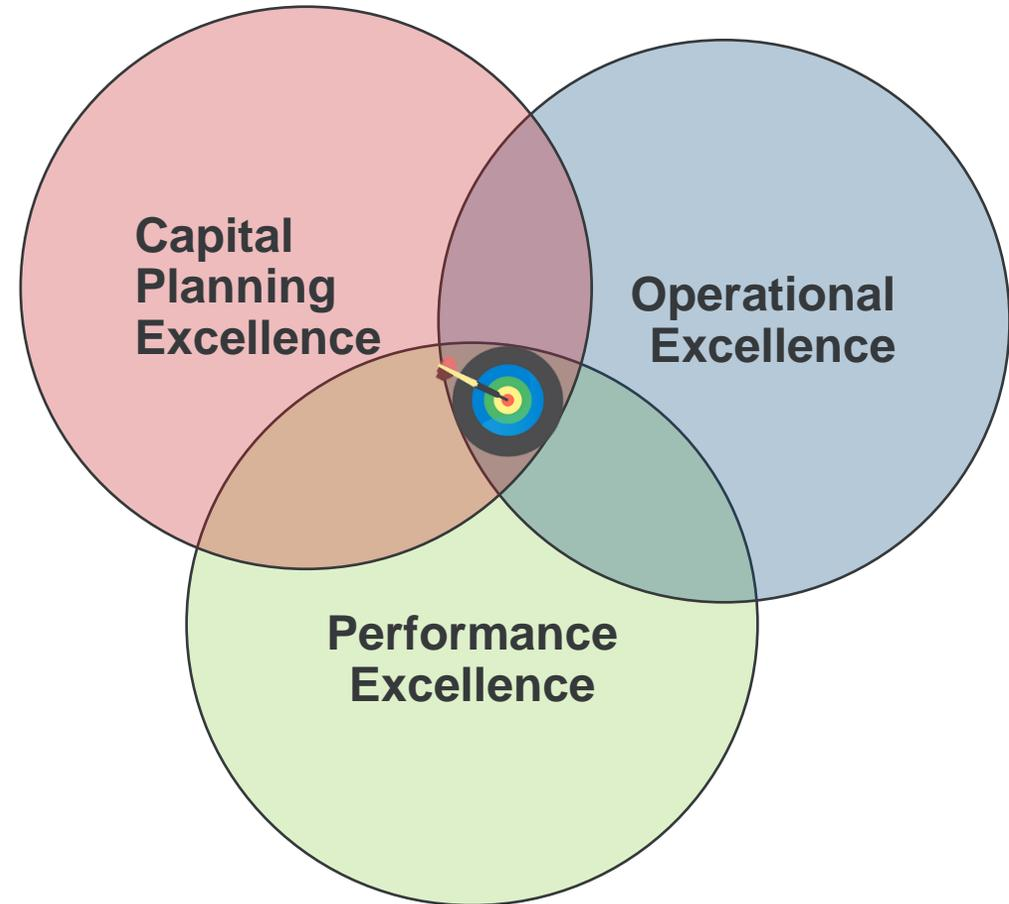 Capital
Planning
Excellence
Operational
Excellence
Performance
Excellence